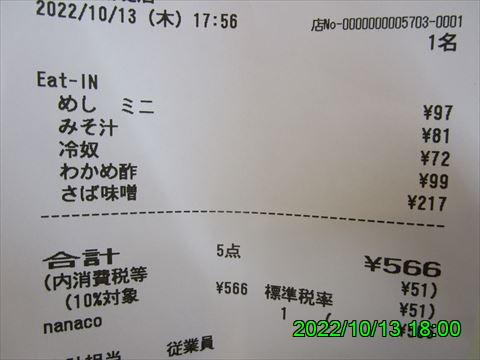 2022/10/13 (木) 17:56
店No-0000000005703-0001
1名
Eat-IN
めし ミニ ¥97
みそ汁 ¥81
冷奴 ¥72
わかめ酢 ¥99
さば味噌 ¥217
合計 5点 ¥566
(内消費税等 ¥51)
(10%対象 ¥566 標準税率 ¥51)
nanaco 1 (
従業員
2022/10/13 18:00